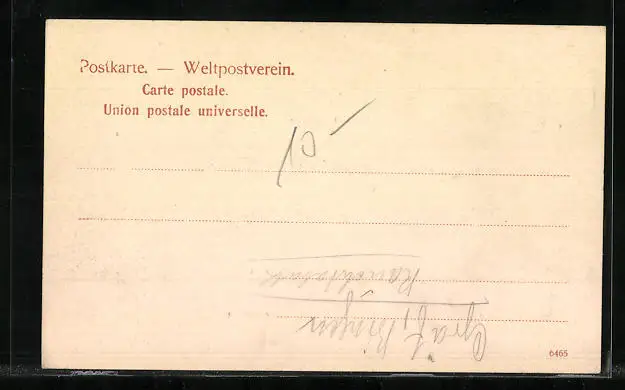 Postkarte. — Weltpostverein.
Carte postale.
Union postale universelle.
10 —
6465